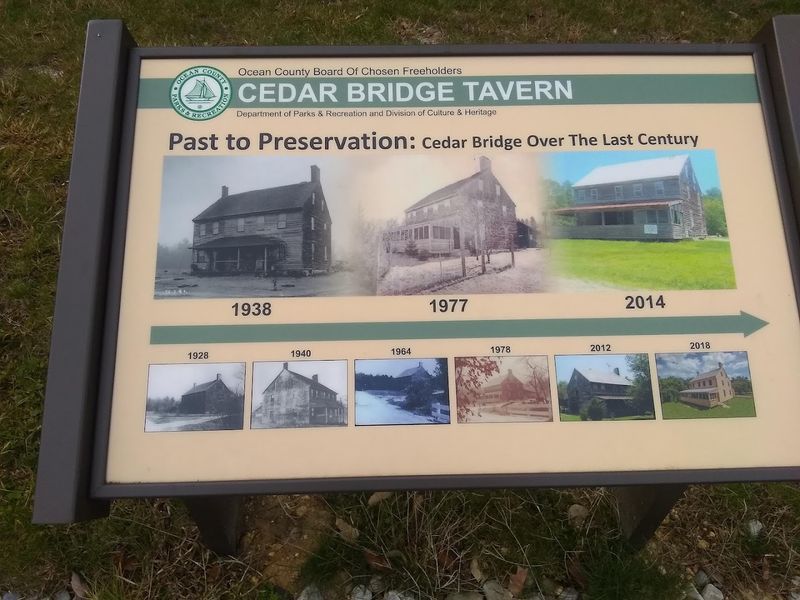 Ocean County Board Of Chosen Freeholders
OCEAN COUNTY
PARKS & RECREATION
CEDAR BRIDGE TAVERN
Department of Parks & Recreation and Division of Culture & Heritage
Past to Preservation: Cedar Bridge Over The Last Century
1938 1977 2014
1928 1940 1964 1978 2012 2018